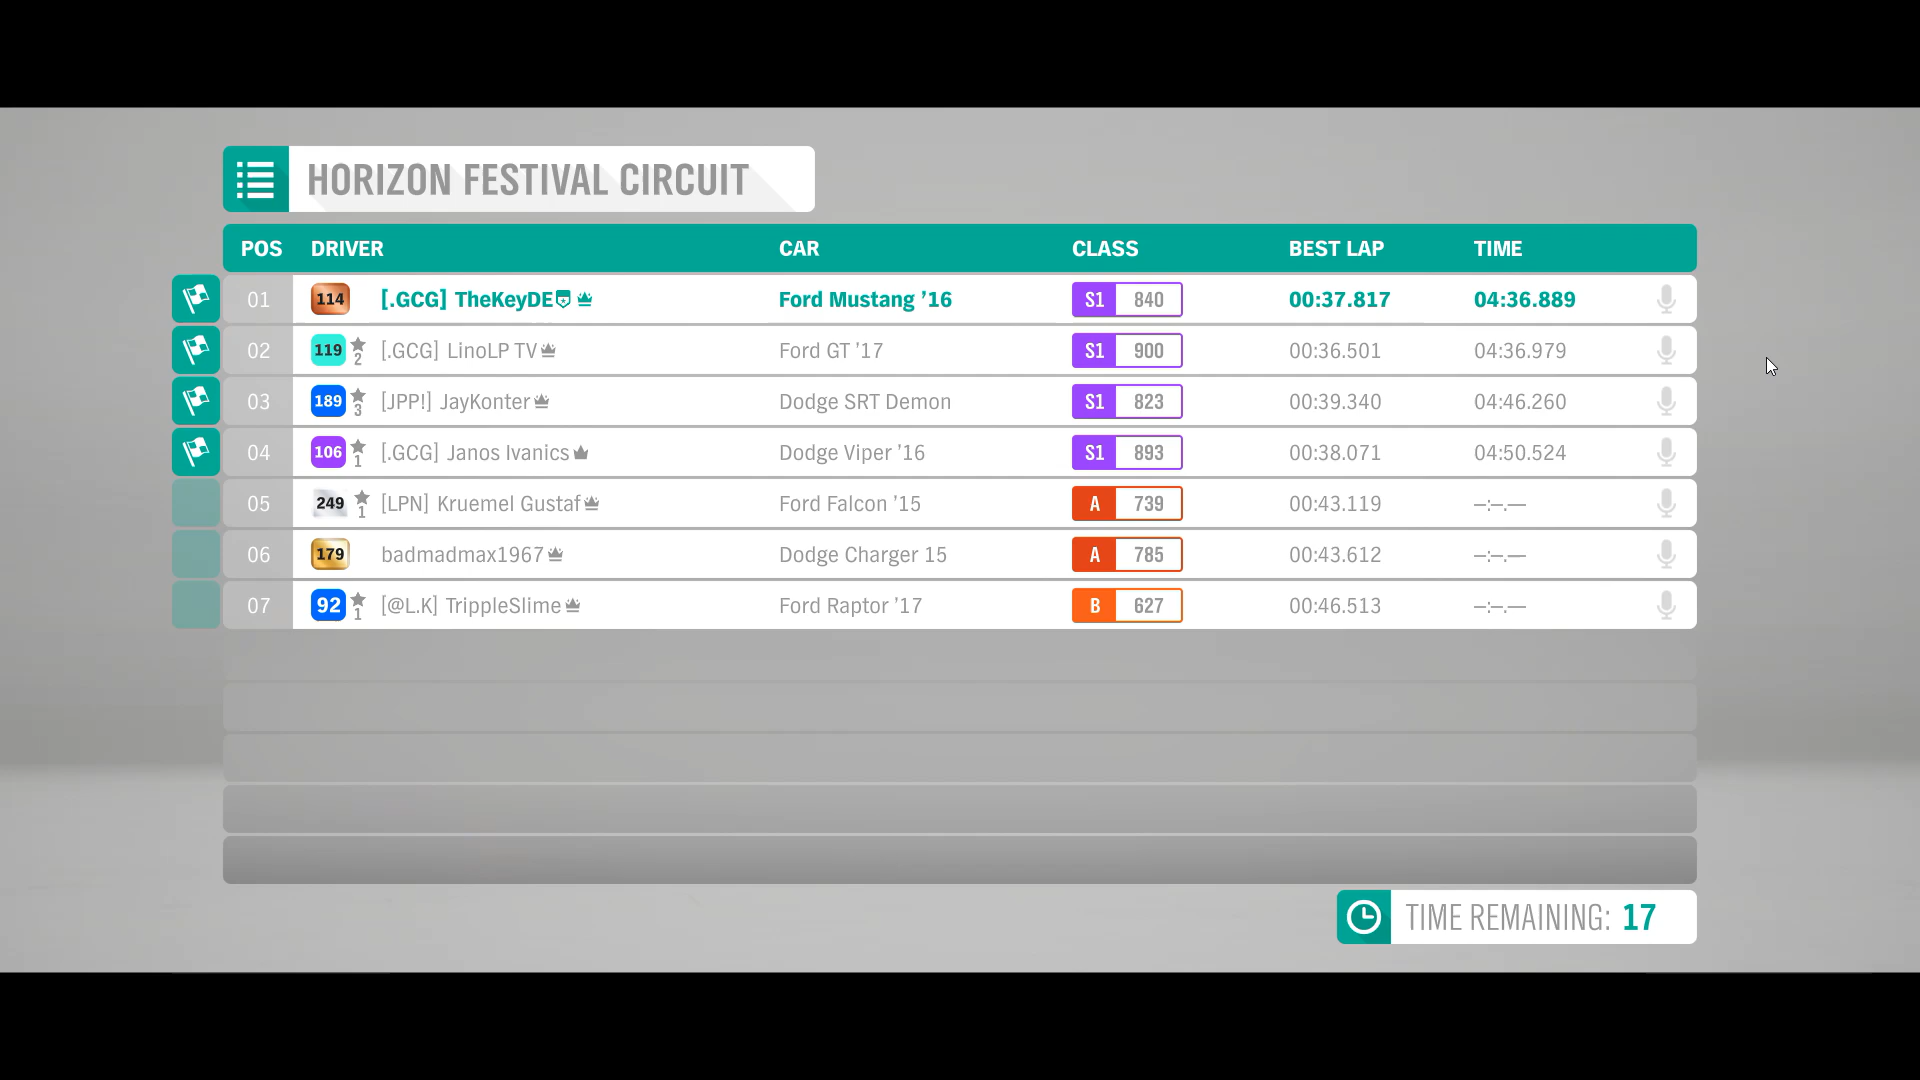 HORIZON FESTIVAL CIRCUIT
POS DRIVER CAR CLASS BEST LAP TIME
01 114 [.GCG] TheKeyDE Ford Mustang ’16 S1 840 00:37.817 04:36.889
02 119 2 [.GCG] LinoLP TV Ford GT ’17 S1 900 00:36.501 04:36.979
03 189 3 [JPP!] JayKonter Dodge SRT Demon S1 823 00:39.340 04:46.260
04 106 1 [.GCG] Janos Ivanics Dodge Viper ’16 S1 893 00:38.071 04:50.524
05 249 1 [LPN] Kruemel Gustaf Ford Falcon ’15 A 739 00:43.119 –:–.—
06 179 badmadmax1967 Dodge Charger 15 A 785 00:43.612 –:–.—
07 92 1 [@L.K] TrippleSlime Ford Raptor ’17 B 627 00:46.513 –:–.—
TIME REMAINING: 17